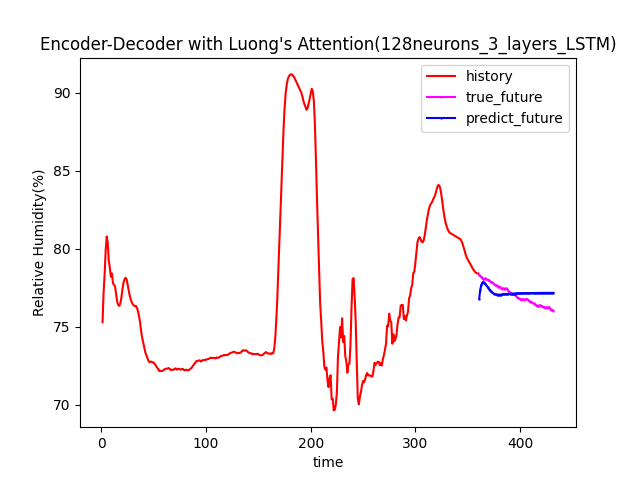 Encoder-Decoder with Luong's Attention(128neurons_3_layers_LSTM)
history
true_future
predict_future
90
85
80
75
70
Relative Humidity(%)
0 100 200 300 400
time